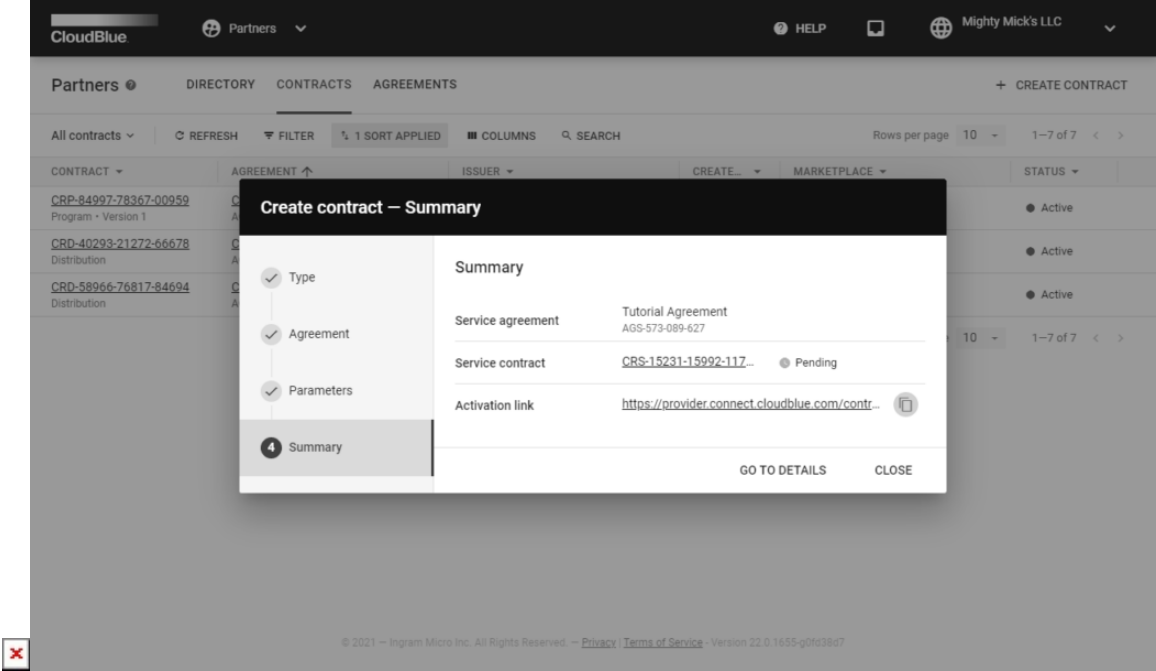 CloudBlue
Partners
HELP
Mighty Mick's LLC
Partners
DIRECTORY CONTRACTS AGREEMENTS
+ CREATE CONTRACT
All contracts REFRESH FILTER 1 SORT APPLIED COLUMNS SEARCH
Rows per page 10 1–7 of 7
CONTRACT AGREEMENT ISSUER CREATE... MARKETPLACE STATUS
CRP-84997-78367-00959
Program • Version 1
Active
CRD-40293-21272-66678
Distribution
Active
CRD-58966-76817-84694
Distribution
Active
10 1–7 of 7
Create contract — Summary
Type
Agreement
Parameters
4 Summary
Summary
Service agreement Tutorial Agreement
AGS-573-089-627
Service contract CRS-15231-15992-117... Pending
Activation link https://provider.connect.cloudblue.com/contr...
GO TO DETAILS CLOSE
© 2021 — Ingram Micro Inc. All Rights Reserved. — Privacy | Terms of Service - Version 22.0.1655-g0fd38d7